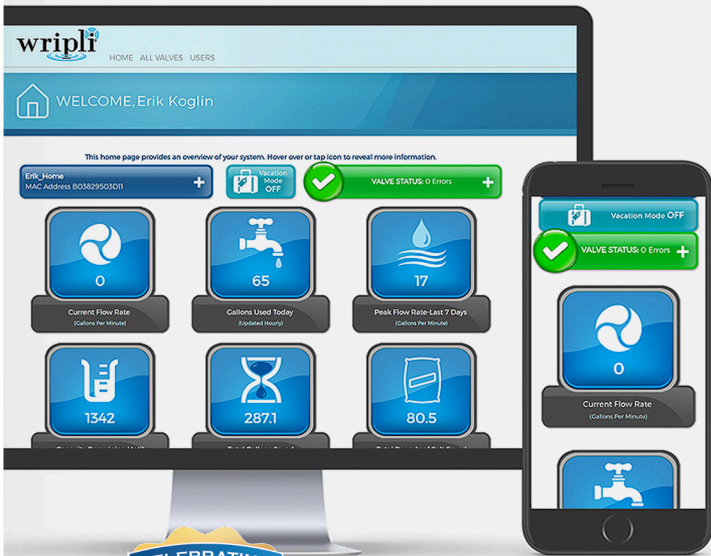 wripli
HOME ALL VALVES USERS
WELCOME, Erik Koglin
This home page provides an overview of your system. Hover over or tap icon to reveal more information.
Erik_Home
MAC Address B03829503D11
+
Vacation
Mode
OFF
VALVE STATUS: 0 Errors +
0
Current Flow Rate
(Gallons Per Minute)
65
Gallons Used Today
(Updated Hourly)
17
Peak Flow Rate-Last 7 Days
(Gallons Per Minute)
1342
287.1
80.5
Vacation Mode OFF
VALVE STATUS: 0 Errors +
0
Current Flow Rate
(Gallons Per Minute)